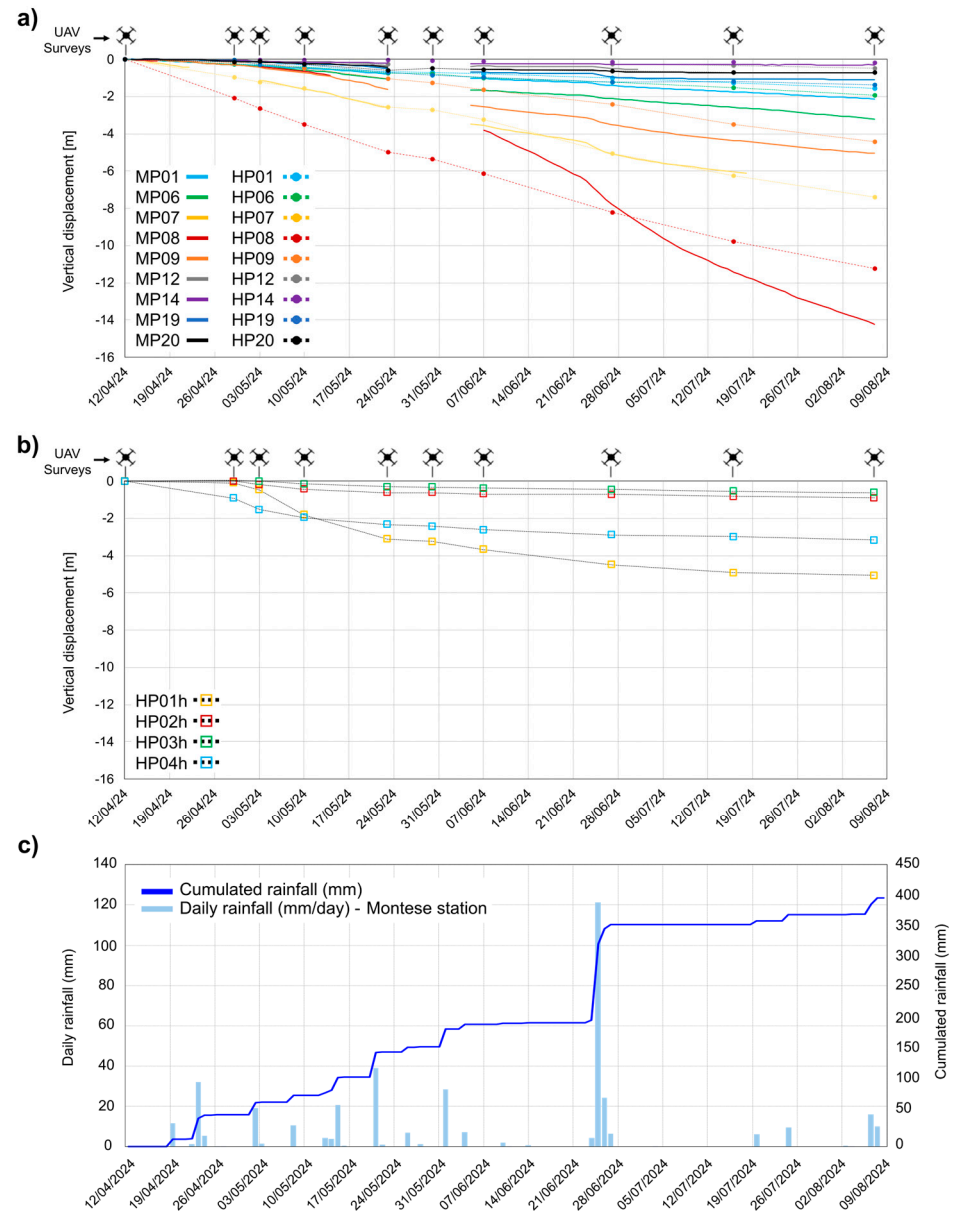 a)
UAV
Surveys
0
-2
-4
-6
-8
-10
-12
-14
-16
Vertical displacement [m]
MP01 HP01
MP06 HP06
MP07 HP07
MP08 HP08
MP09 HP09
MP12 HP12
MP14 HP14
MP19 HP19
MP20 HP20
12/04/24 19/04/24 26/04/24 03/05/24 10/05/24 17/05/24 24/05/24 31/05/24 07/06/24 14/06/24 21/06/24 28/06/24 05/07/24 12/07/24 19/07/24 26/07/24 02/08/24 09/08/24
b)
UAV
Surveys
0
-2
-4
-6
-8
-10
-12
-14
-16
Vertical displacement [m]
HP01h
HP02h
HP03h
HP04h
12/04/24 19/04/24 26/04/24 03/05/24 10/05/24 17/05/24 24/05/24 31/05/24 07/06/24 14/06/24 21/06/24 28/06/24 05/07/24 12/07/24 19/07/24 26/07/24 02/08/24 09/08/24
c)
140
120
100
80
60
40
20
0
Daily rainfall (mm)
Cumulated rainfall (mm)
Daily rainfall (mm/day) - Montese station
450
400
350
300
250
200
150
100
50
0
Cumulated rainfall (mm)
12/04/2024 19/04/2024 26/04/2024 03/05/2024 10/05/2024 17/05/2024 24/05/2024 31/05/2024 07/06/2024 14/06/2024 21/06/2024 28/06/2024 05/07/2024 12/07/2024 19/07/2024 26/07/2024 02/08/2024 09/08/2024